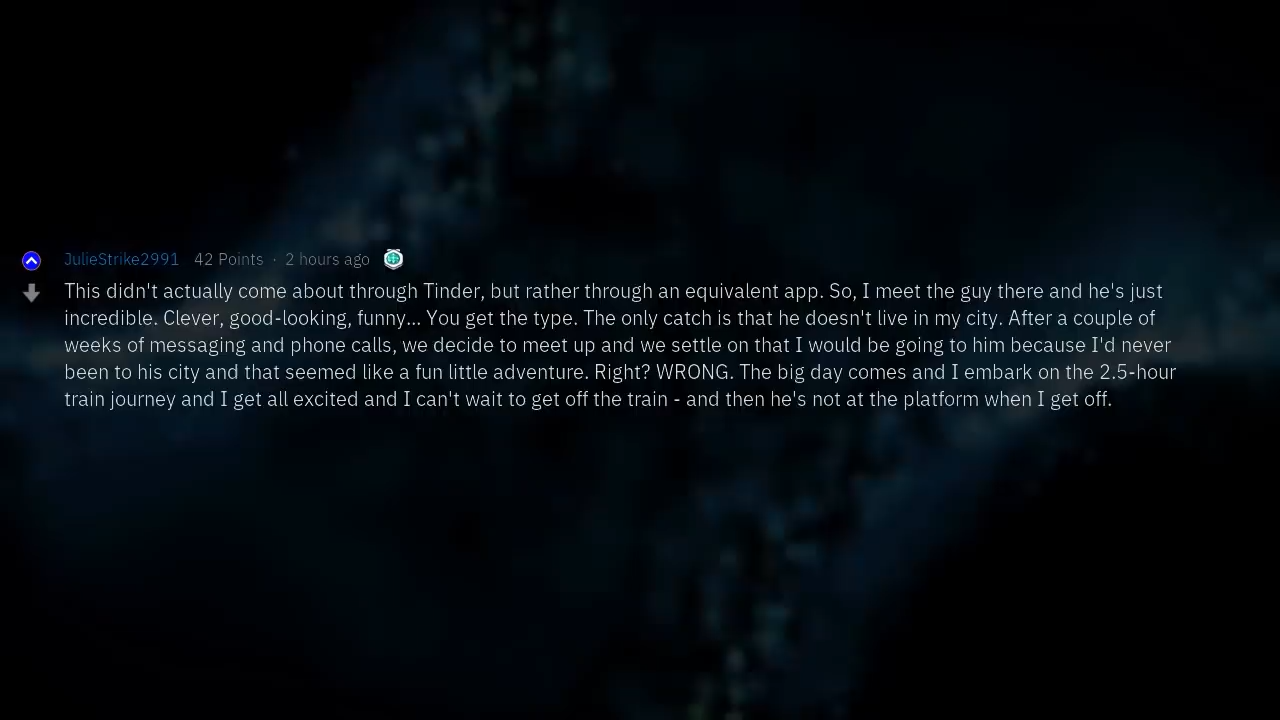 JulieStrike2991 42 Points · 2 hours ago
This didn't actually come about through Tinder, but rather through an equivalent app. So, I meet the guy there and he's just
incredible. Clever, good-looking, funny... You get the type. The only catch is that he doesn't live in my city. After a couple of
weeks of messaging and phone calls, we decide to meet up and we settle on that I would be going to him because I'd never
been to his city and that seemed like a fun little adventure. Right? WRONG. The big day comes and I embark on the 2.5-hour
train journey and I get all excited and I can't wait to get off the train - and then he's not at the platform when I get off.